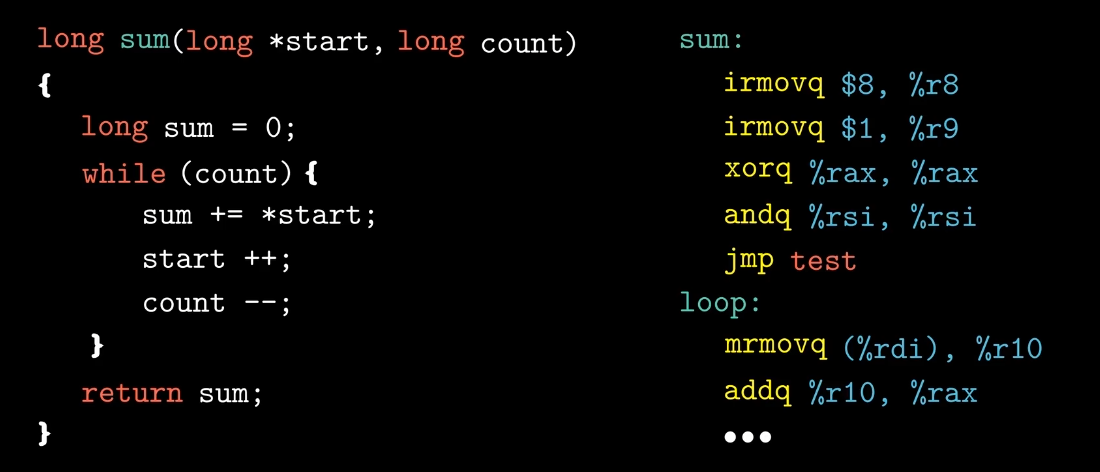 long sum(long *start, long count)
{
long sum = 0;
while (count) {
sum += *start;
start ++;
count --;
}
return sum;
}
sum:
irmovq $8, %r8
irmovq $1, %r9
xorq %rax, %rax
andq %rsi, %rsi
jmp test
loop:
mrmovq (%rdi), %r10
addq %r10, %rax
•••